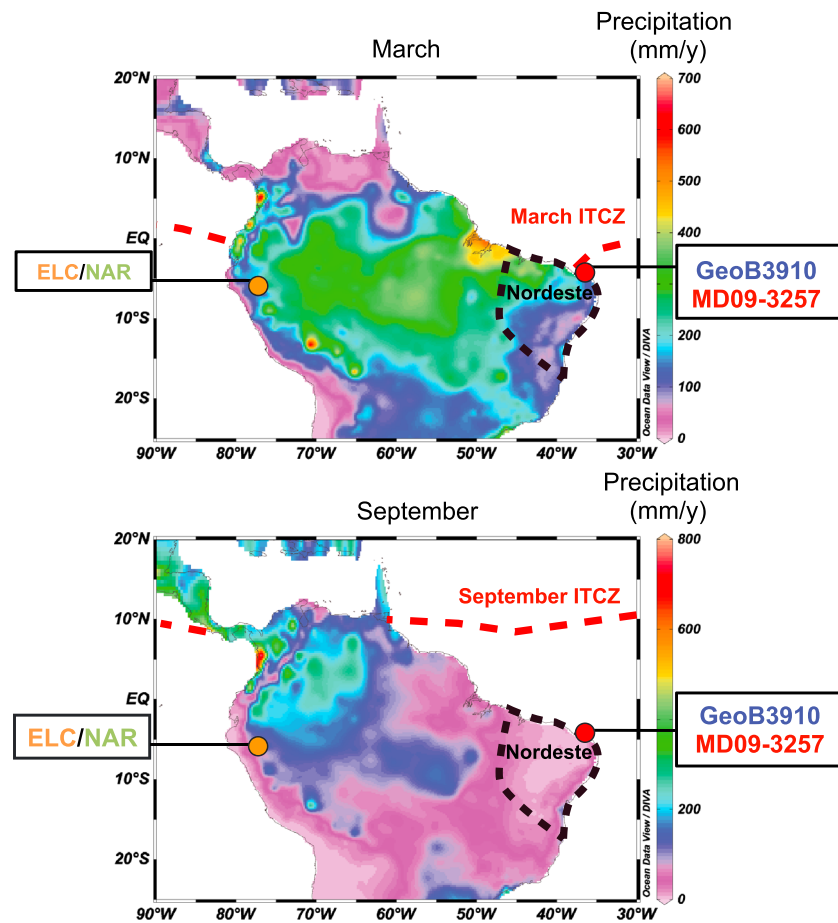 Precipitation
(mm/y)
March
20°N
10°N
EQ
10°S
20°S
90°W
80°W
70°W
60°W
50°W
40°W
30°W
March ITCZ
ELC/NAR
Nordeste
GeoB3910
MD09-3257
Ocean Data View / DIVA
700
600
500
400
300
200
100
0
Precipitation
(mm/y)
September
20°N
10°N
EQ
10°S
20°S
90°W
80°W
70°W
60°W
50°W
40°W
30°W
September ITCZ
ELC/NAR
Nordeste
GeoB3910
MD09-3257
Ocean Data View / DIVA
800
600
400
200
0